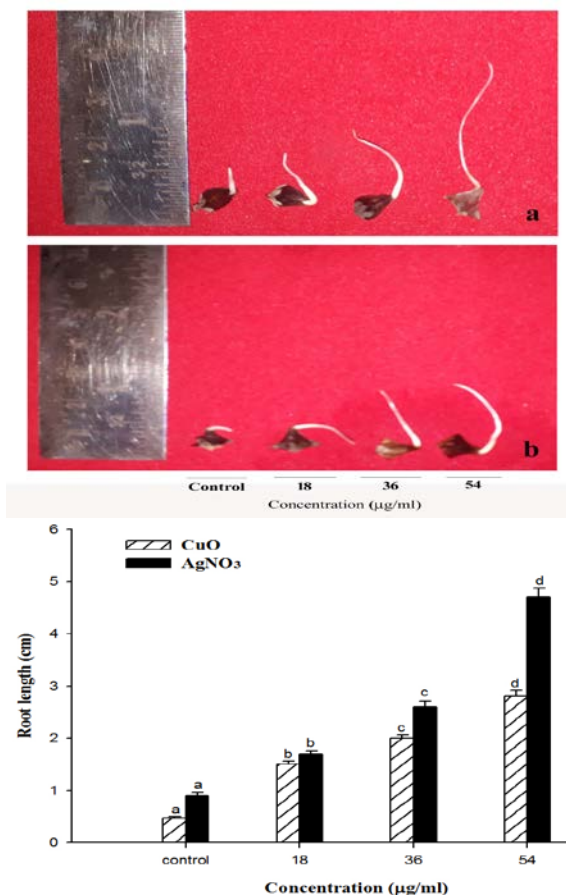 a
b
Control 18 36 54
Concentration (μg/ml)
CuO
AgNO₃
6
5
4
3
2
1
0
Root length (cm)
a a
b b
c c
d d
control 18 36 54
Concentration (μg/ml)